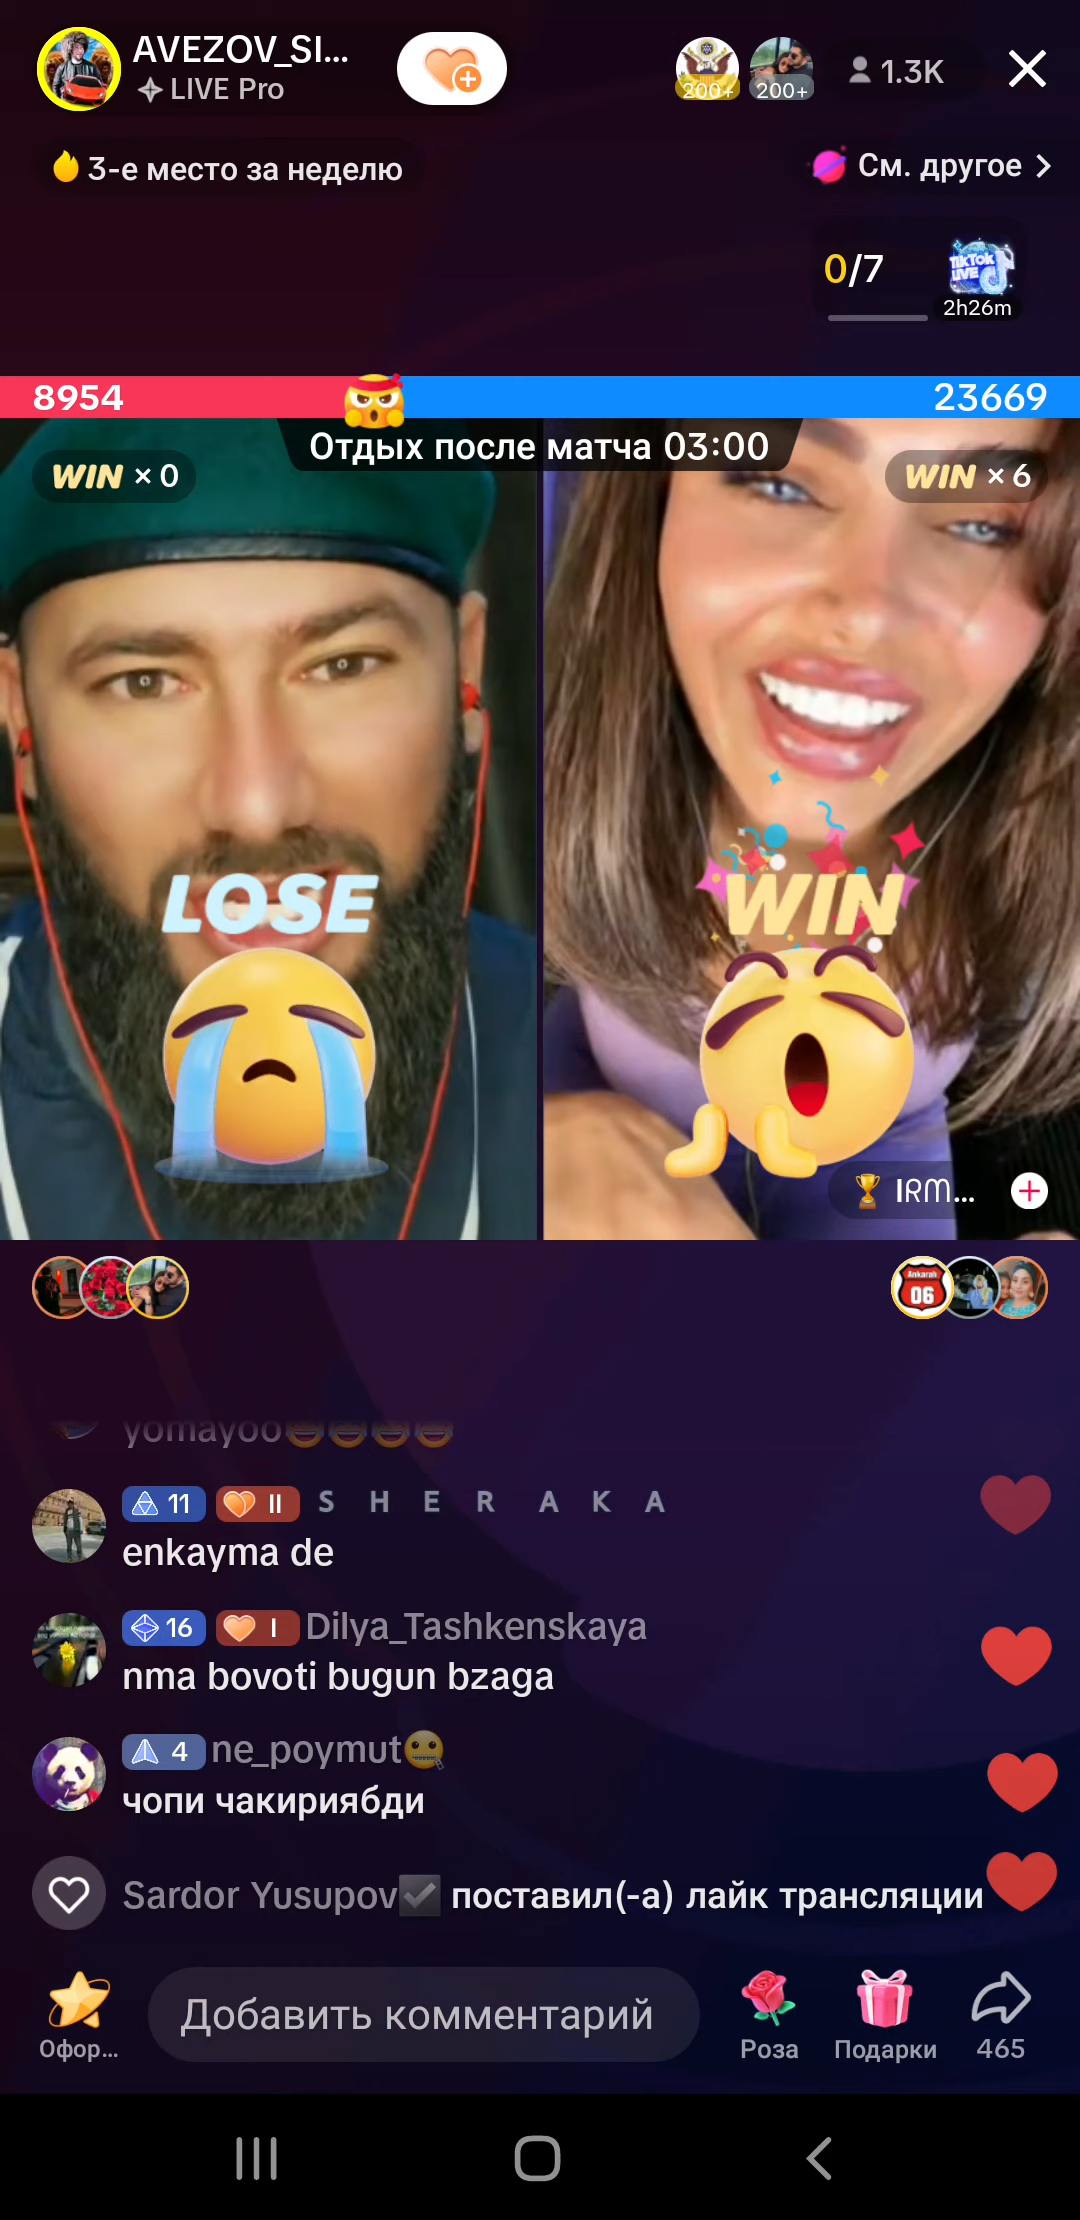 AVEZOV_SI...
LIVE Pro
200+
200+
1.3K
3-е место за неделю
См. другое
0/7
TikTok
LIVE
2h26m
8954
23669
Отдых после матча 03:00
WIN × 0
WIN × 6
LOSE
WIN
IRM...
Ankaralı
06
yomayoo
11
II
S H E R A K A
enkayma de
16
I
Dilya_Tashkenskaya
nma bovoti bugun bzaga
4
ne_poymut
чопи чакириябди
Sardor Yusupov поставил(-а) лайк трансляции
Офор...
Добавить комментарий
Роза
Подарки
465